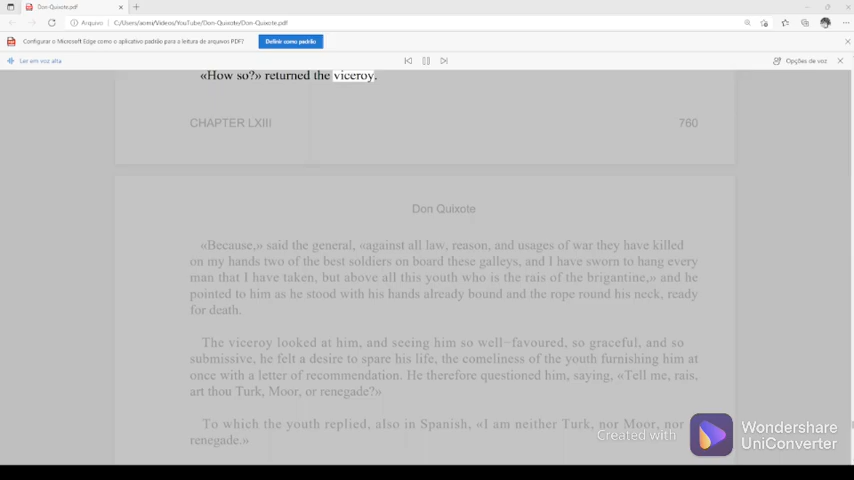 Don-Quixote.pdf
Arquivo
C:/Users/xxms/Videos/YouTube/Don-Quixote/Don-Quixote.pdf
Configurar o Microsoft Edge como o aplicativo padrão para a leitura de arquivos PDF?
Definir como padrão
Ler em voz alta
Opções de voz
«How so?» returned the viceroy.
CHAPTER LXIII
760
Don Quixote
«Because,» said the general, «against all law, reason, and usages of war they have killed
on my hands two of the best soldiers on board these galleys, and I have sworn to hang every
man that I have taken, but above all this youth who is the rais of the brigantine,» and he
pointed to him as he stood with his hands already bound and the rope round his neck, ready
for death.
The viceroy looked at him, and seeing him so well-favoured, so graceful, and so
submissive, he felt a desire to spare his life, the comeliness of the youth furnishing him at
once with a letter of recommendation. He therefore questioned him, saying, «Tell me, rais,
art thou Turk, Moor, or renegade?»
To which the youth replied, also in Spanish, «I am neither Turk, nor Moor, nor
renegade.»
Created with
Wondershare
UniConverter